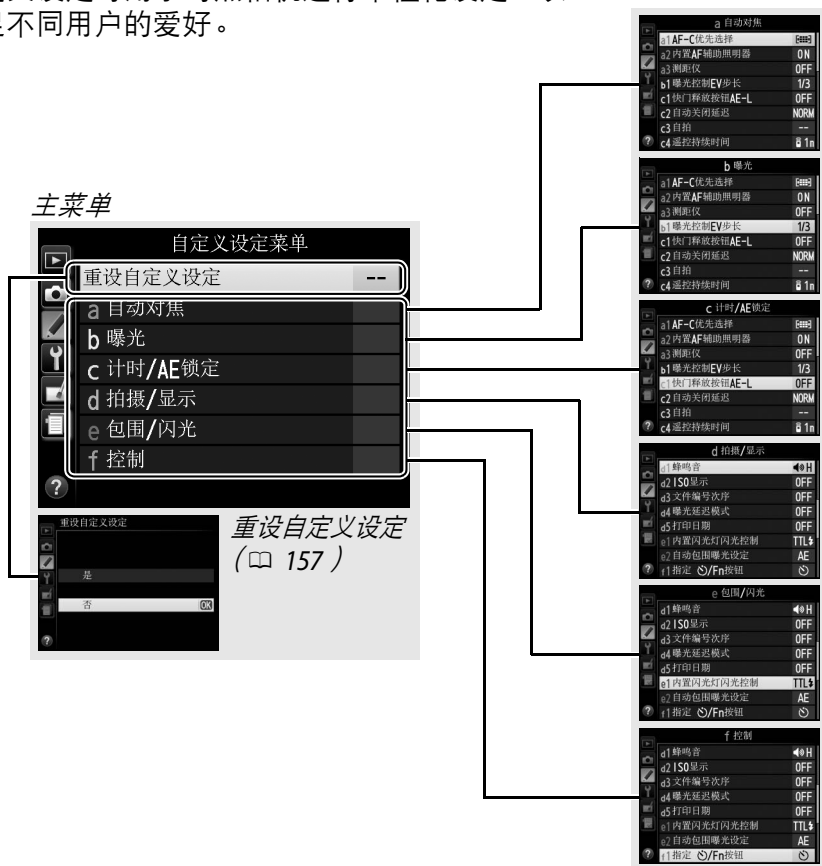 足不同用户的爱好。
主菜单
自定义设定菜单
重设自定义设定 --
a 自动对焦
b 曝光
c 计时/AE锁定
d 拍摄/显示
e 包围/闪光
f 控制
?
重设自定义设定
是
否 OK
?
重设自定义设定
( 157 )
a 自动对焦
a1 AF-C优先选择
a2 内置AF辅助照明器 ON
a3 测距仪 OFF
b1 曝光控制EV步长 1/3
c1 快门释放按钮AE-L OFF
c2 自动关闭延迟 NORM
c3 自拍 --
c4 遥控持续时间 1m
?
b 曝光
a1 AF-C优先选择
a2 内置AF辅助照明器 ON
a3 测距仪 OFF
b1 曝光控制EV步长 1/3
c1 快门释放按钮AE-L OFF
c2 自动关闭延迟 NORM
c3 自拍 --
c4 遥控持续时间 1m
?
c 计时/AE锁定
a1 AF-C优先选择
a2 内置AF辅助照明器 ON
a3 测距仪 OFF
b1 曝光控制EV步长 1/3
c1 快门释放按钮AE-L OFF
c2 自动关闭延迟 NORM
c3 自拍 --
c4 遥控持续时间 1m
?
d 拍摄/显示
d1 蜂鸣音 H
d2 ISO显示 OFF
d3 文件编号次序 OFF
d4 曝光延迟模式 OFF
d5 打印日期 OFF
e1 内置闪光灯闪光控制 TTL
e2 自动包围曝光设定 AE
f1 指定 /Fn按钮
?
e 包围/闪光
d1 蜂鸣音 H
d2 ISO显示 OFF
d3 文件编号次序 OFF
d4 曝光延迟模式 OFF
d5 打印日期 OFF
e1 内置闪光灯闪光控制 TTL
e2 自动包围曝光设定 AE
f1 指定 /Fn按钮
?
f 控制
d1 蜂鸣音 H
d2 ISO显示 OFF
d3 文件编号次序 OFF
d4 曝光延迟模式 OFF
d5 打印日期 OFF
e1 内置闪光灯闪光控制 TTL
e2 自动包围曝光设定 AE
f1 指定 /Fn按钮
?